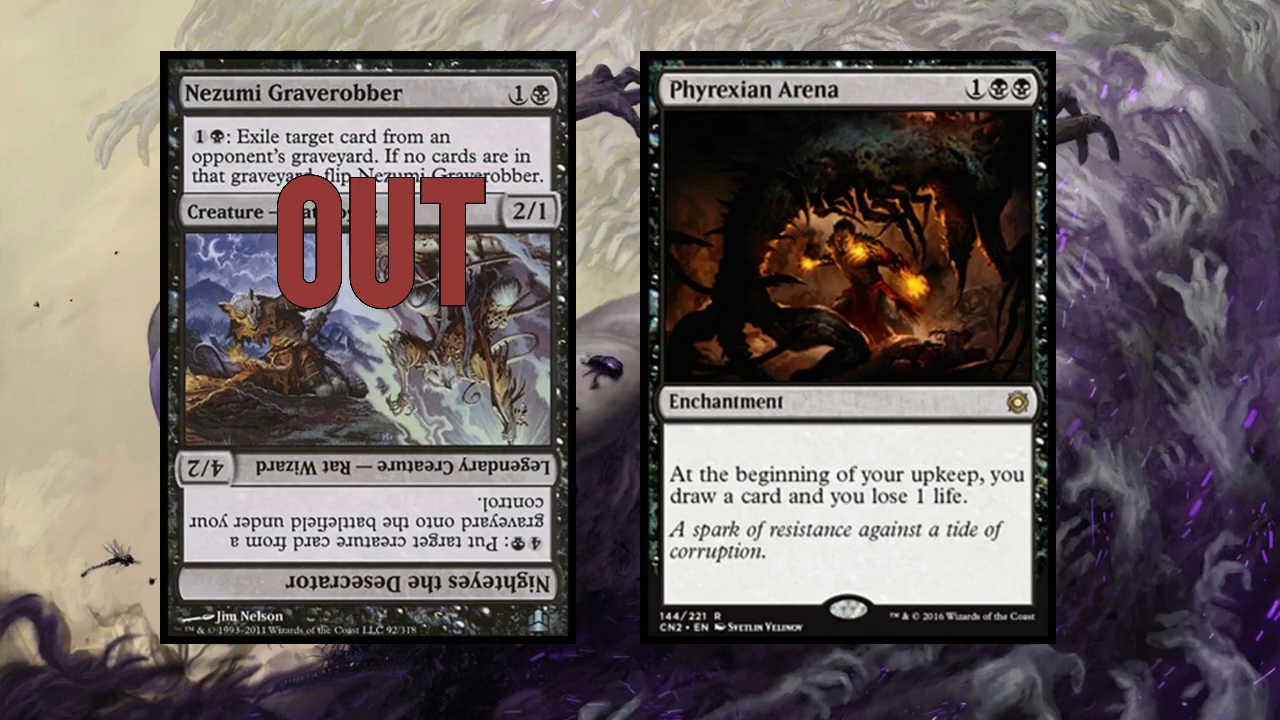 Nezumi Graverobber 1
1 : Exile target card from an
opponent's graveyard. If no cards are in
that graveyard, flip Nezumi Graverobber.
OUT
Creature — Rat Rogue
2/1
4/2
Legendary Creature — Rat Wizard
4 : Put target creature card from a
graveyard onto the battlefield under your
control.
Nighteyes the Desecrator
Jim Nelson
™ & © 1993-2011 Wizards of the Coast LLC 92/318
Phyrexian Arena 1
Enchantment
At the beginning of your upkeep, you
draw a card and you lose 1 life.
A spark of resistance against a tide of
corruption.
144/221 R
CN2 • EN Svetlin Velinov
™ & © 2016 Wizards of the Coast